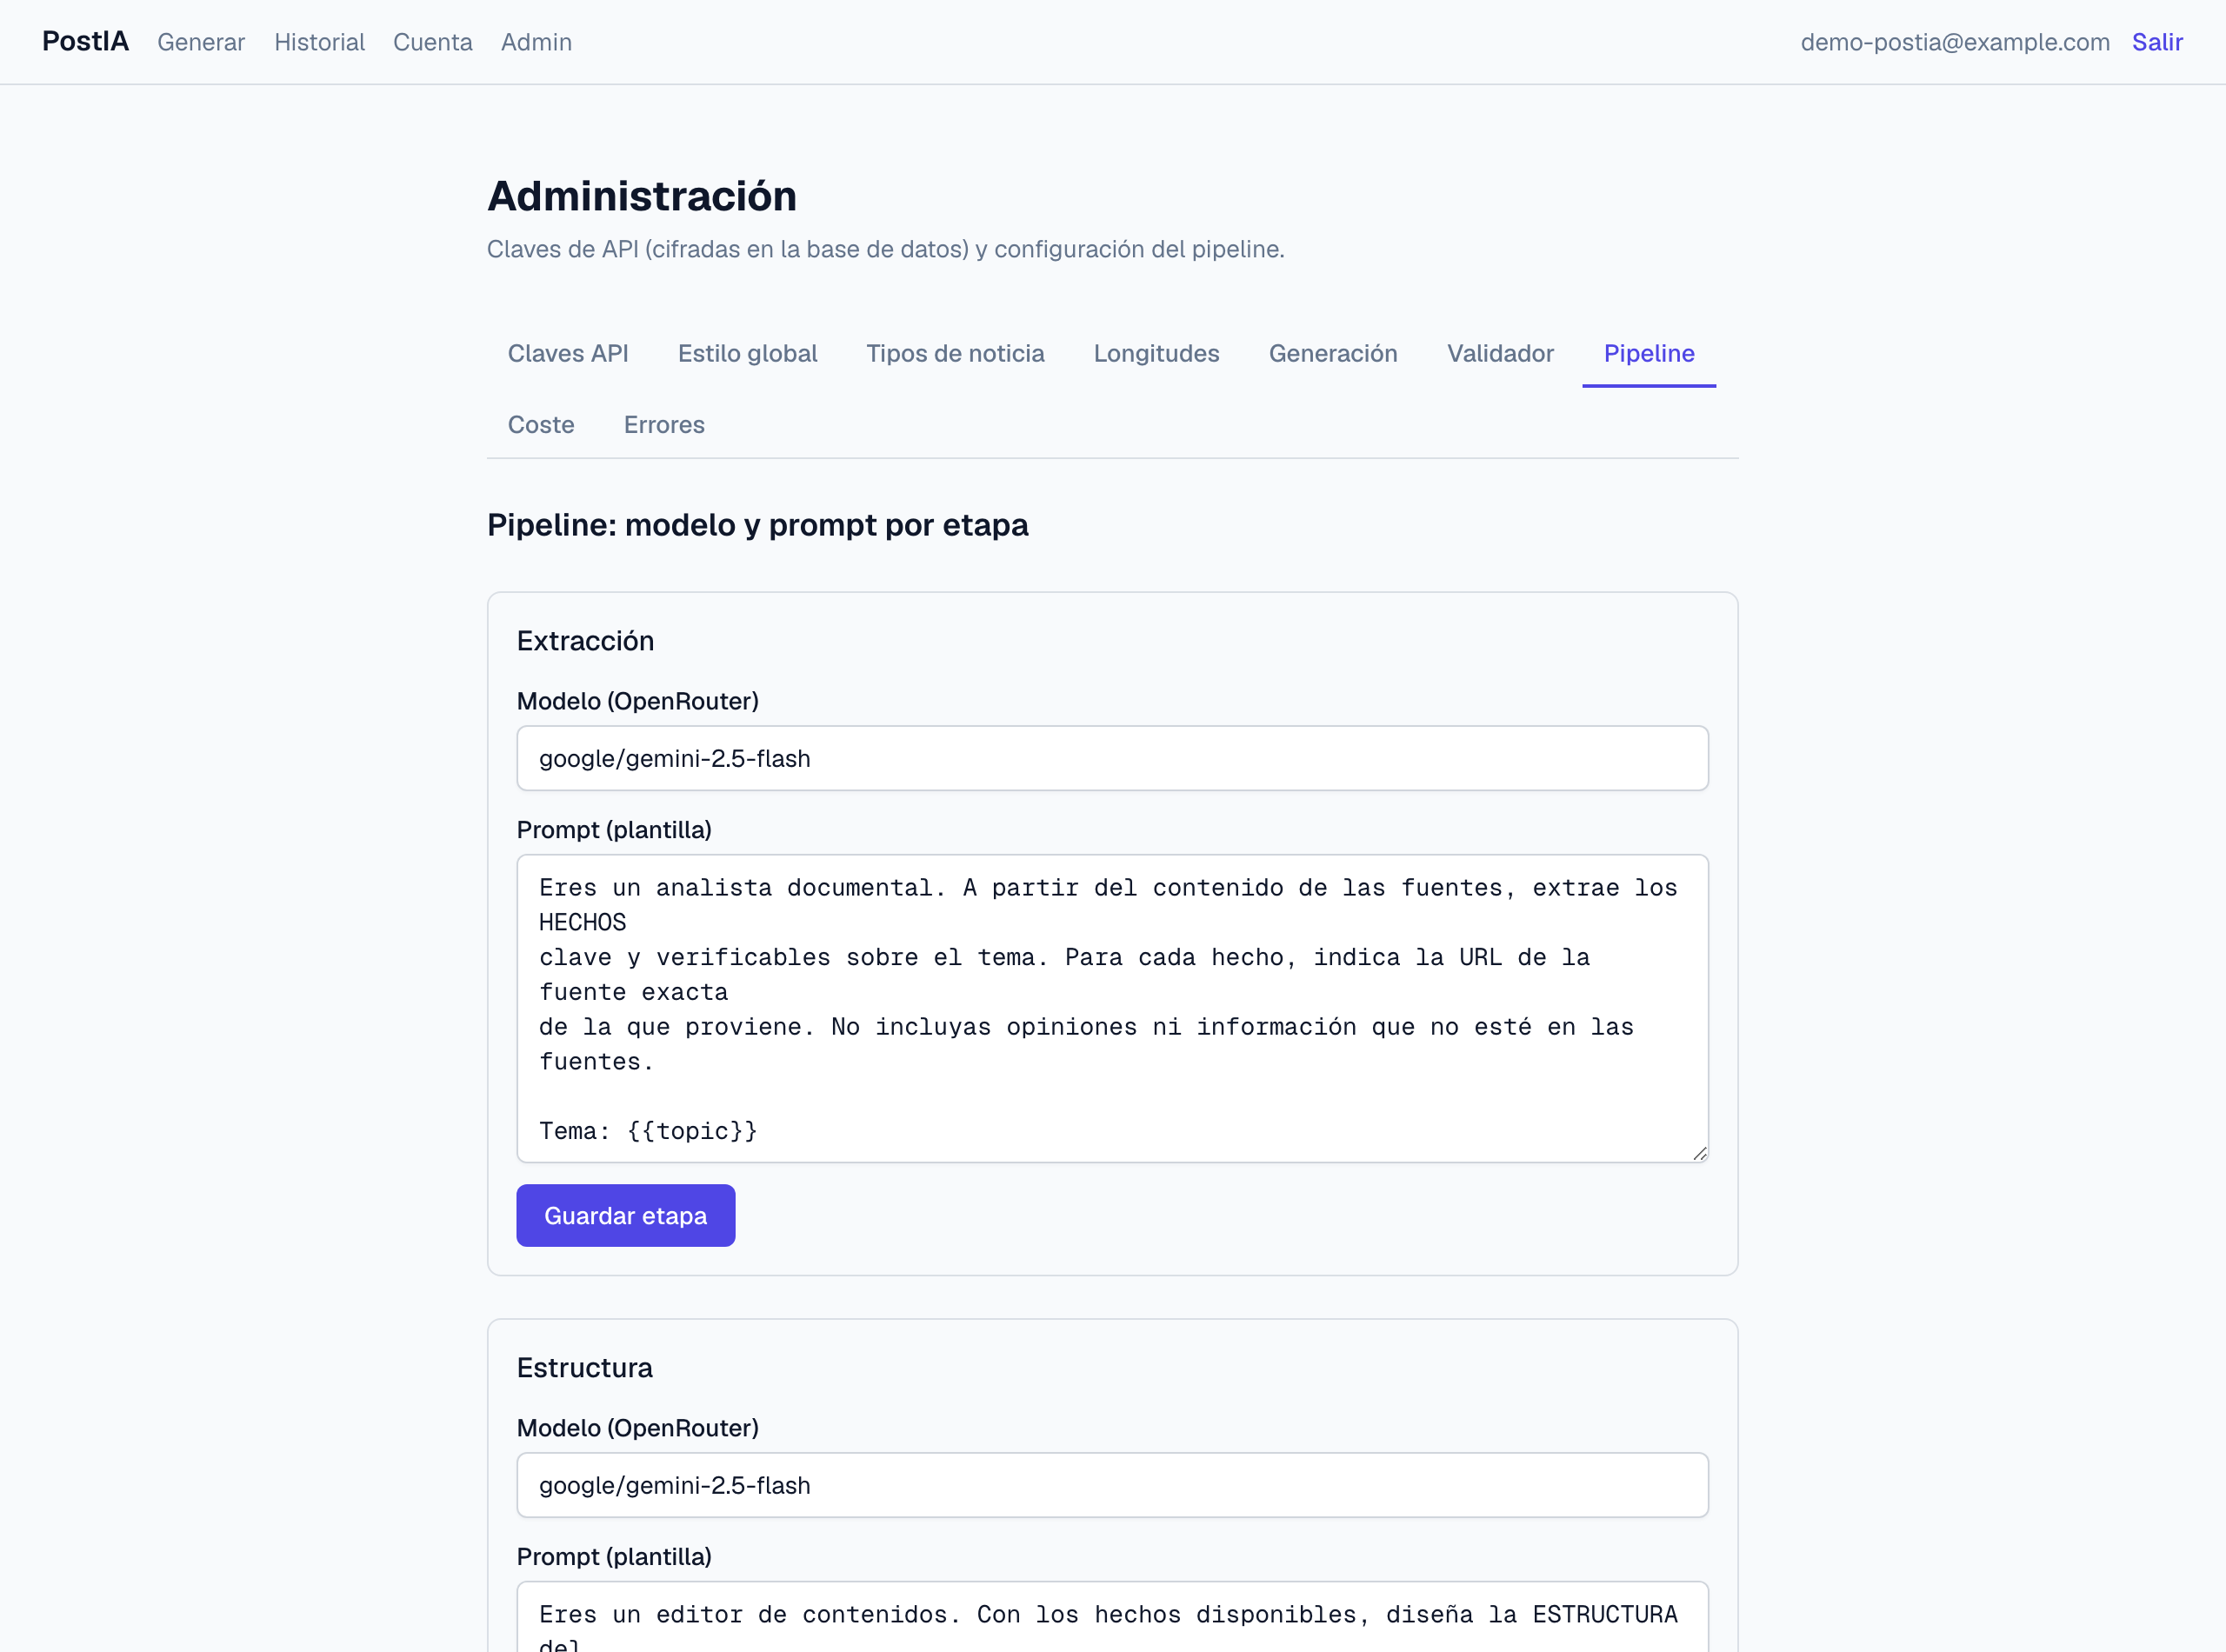 PostIA Generar Historial Cuenta Admin demo-postia@example.com Salir
Administración
Claves de API (cifradas en la base de datos) y configuración del pipeline.
Claves API Estilo global Tipos de noticia Longitudes Generación Validador Pipeline
Coste Errores
Pipeline: modelo y prompt por etapa
Extracción
Modelo (OpenRouter)
google/gemini-2.5-flash
Prompt (plantilla)
Eres un analista documental. A partir del contenido de las fuentes, extrae los
HECHOS
clave y verificables sobre el tema. Para cada hecho, indica la URL de la
fuente exacta
de la que proviene. No incluyas opiniones ni información que no esté en las
fuentes.
Tema: {{topic}}
Guardar etapa
Estructura
Modelo (OpenRouter)
google/gemini-2.5-flash
Prompt (plantilla)
Eres un editor de contenidos. Con los hechos disponibles, diseña la ESTRUCTURA
del